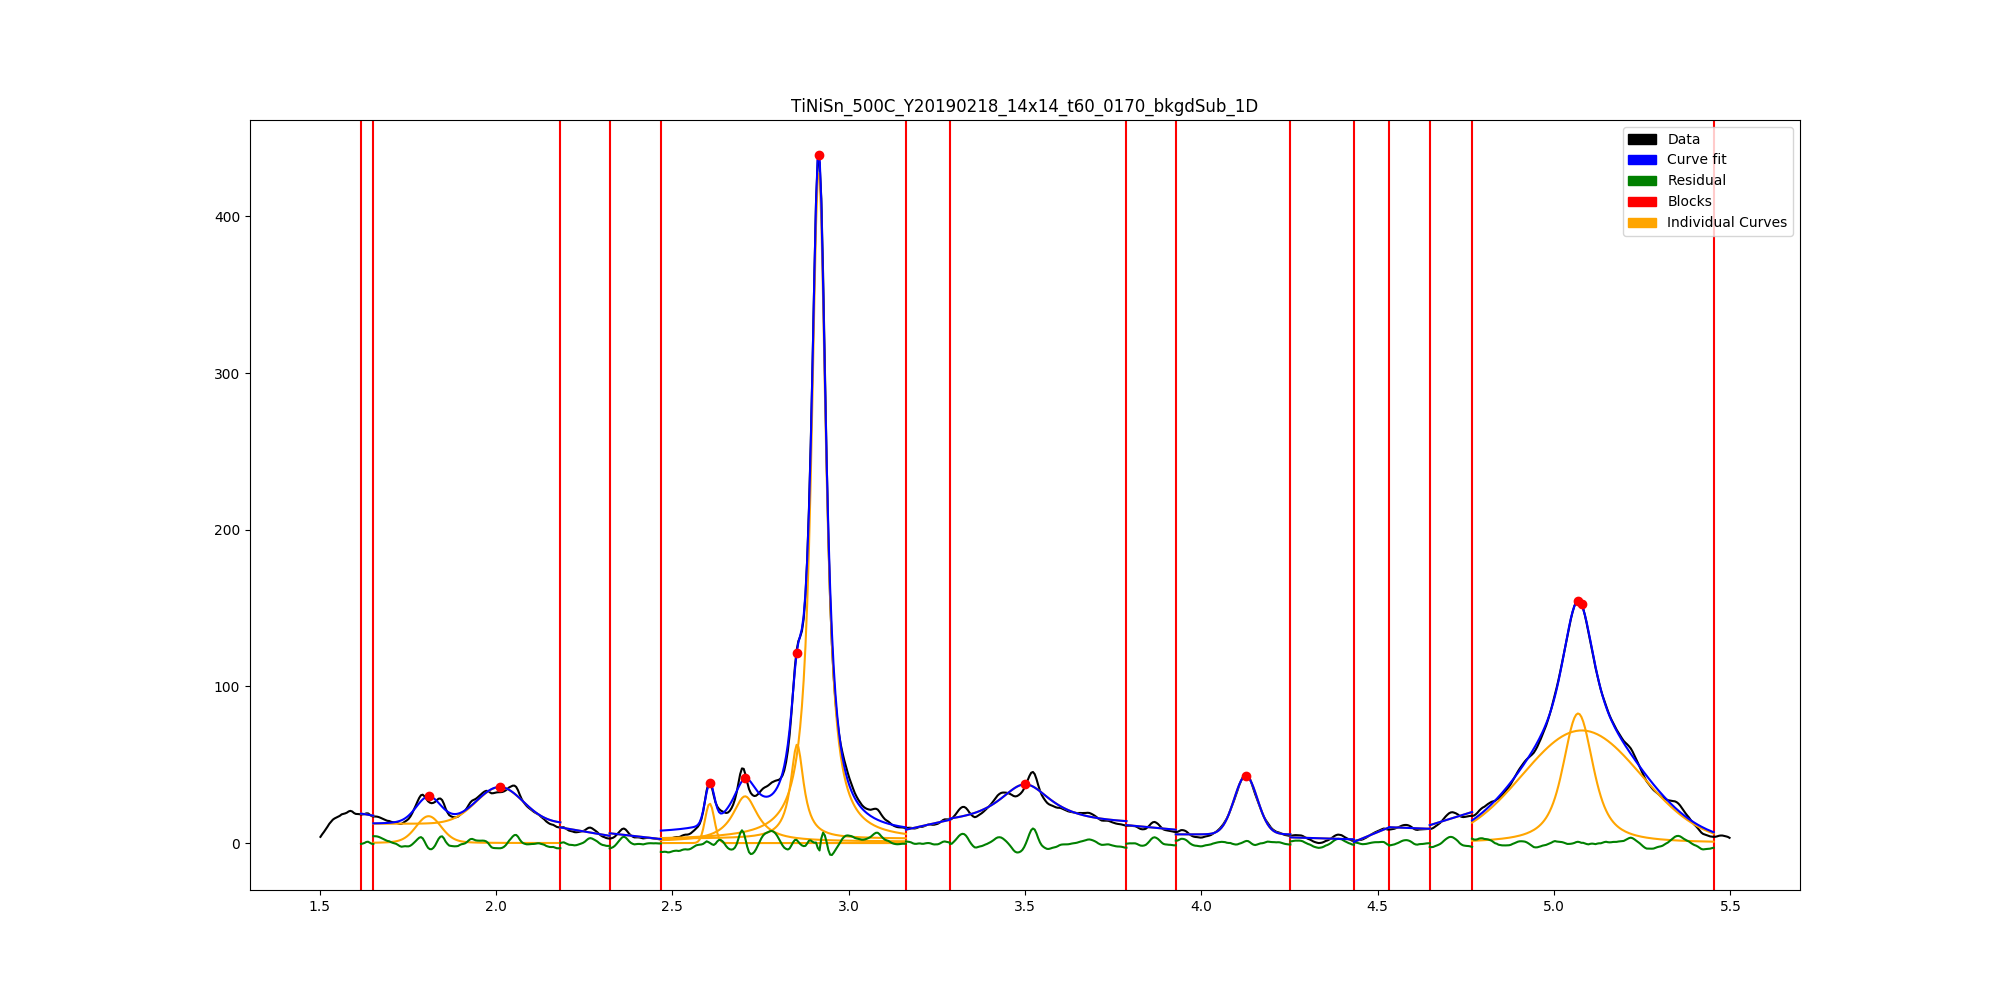 TiNiSn_500C_Y20190218_14x14_t60_0170_bkgdSub_1D
Data
Curve fit
Residual
Blocks
Individual Curves
400
300
200
100
0
1.5 2.0 2.5 3.0 3.5 4.0 4.5 5.0 5.5